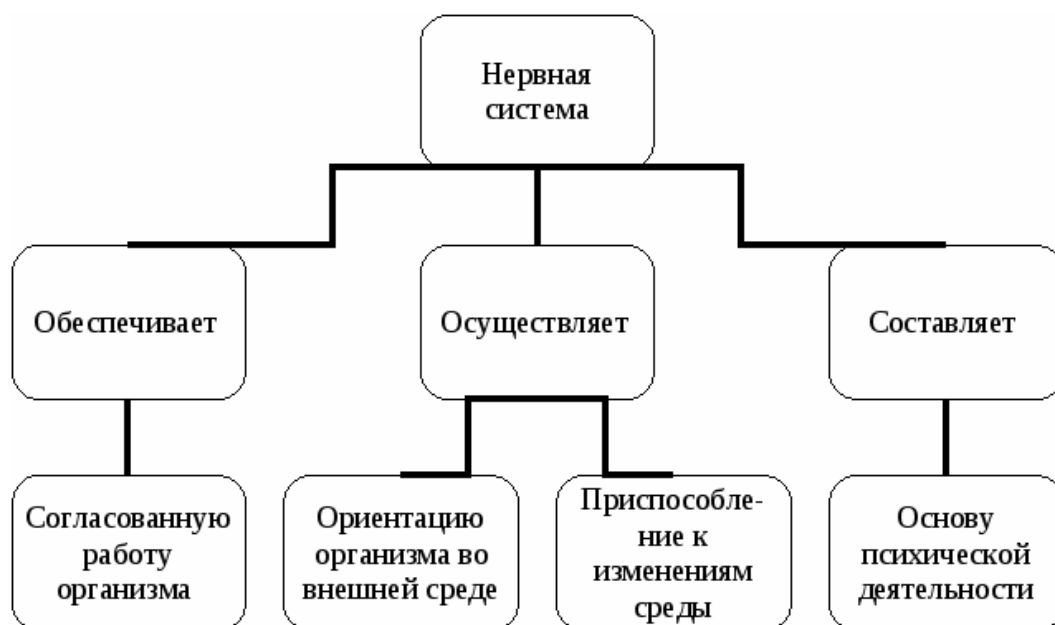 Нервная
система
Обеспечивает
Осуществляет
Составляет
Согласованную
работу
организма
Ориентацию
организма во
внешней среде
Приспособле-
ние к
изменениям
среды
Основу
психической
деятельности